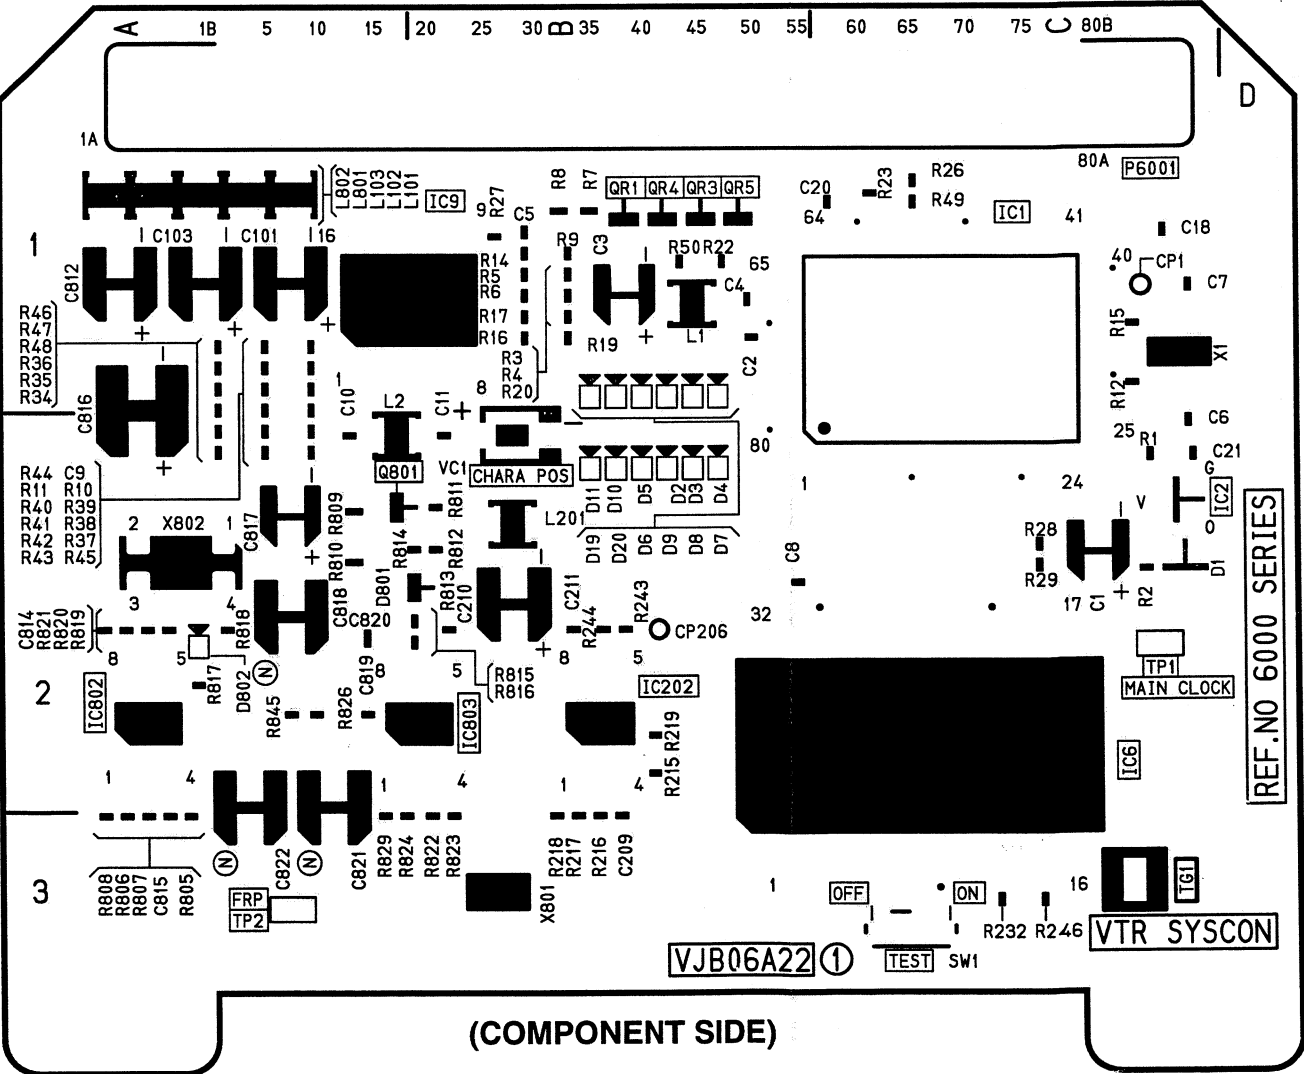 A 1B 5 10 15 20 25 30 B 35 40 45 50 55 60 65 70 75 C 80B
D
1A
80A P6001
L802
L801
L103
L102
L101
IC9
R27
9
C5
R8
R7
QR1 QR4 QR3 QR5
C20
64
R23
R26
R49
IC1
41
C18
1
C812
C103
C101
16
R14
R5
R6
R17
R16
R9
C3
R50 R22
65
C4
40
CP1
C7
R46
R47
R48
R36
R35
R34
R3
R4
R20
R19
L1
C2
R15
X1
R12
C816
1
C10
L2
C11
8
80
25
C6
R1
C21
Q801
VC1
CHARA POS
R44 C9
R11 R10
R40 R39
R41 R38
R42 R37
R43 R45
D11
D10
D5
D2
D3
D4
1
24
V
G
O
IC2
2 X802 1
C817
R809
R811
L201
D19
D20
D6
D9
D8
D7
R28
R29
C8
R810
R814
R812
D1
3
4
C818
D801
R813
C210
C211
R244
R243
CP206
32
17
C1
R2
C814
R821
R820
R819
R818
C820
8
5
N
C819
8
5
8
5
TP1
MAIN CLOCK
REF.NO 6000 SERIES
2
IC802
R817
D802
R845
R826
IC803
R815
R816
IC202
R219
R215
IC6
1
4
1
4
1
4
R829
R824
R822
R823
R218
R217
R216
C209
N
C822
N
C821
3
R808
R806
R807
C815
R805
FRP
TP2
X801
1
OFF
ON
16
TG1
R232
R246
VTR SYSCON
VJB06A22 1
TEST SW1
(COMPONENT SIDE)